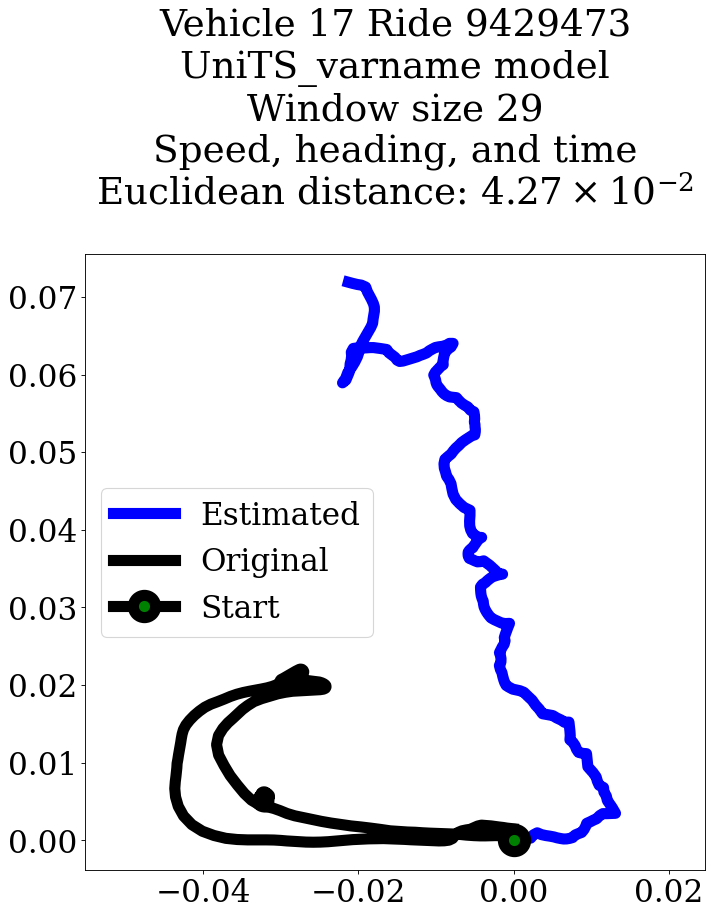 Vehicle 17 Ride 9429473
UniTS_varname model
Window size 29
Speed, heading, and time
Euclidean distance: 4.27 × 10⁻²
0.07
0.06
0.05
0.04
0.03
0.02
0.01
0.00
Estimated
Original
Start
−0.04 −0.02 0.00 0.02